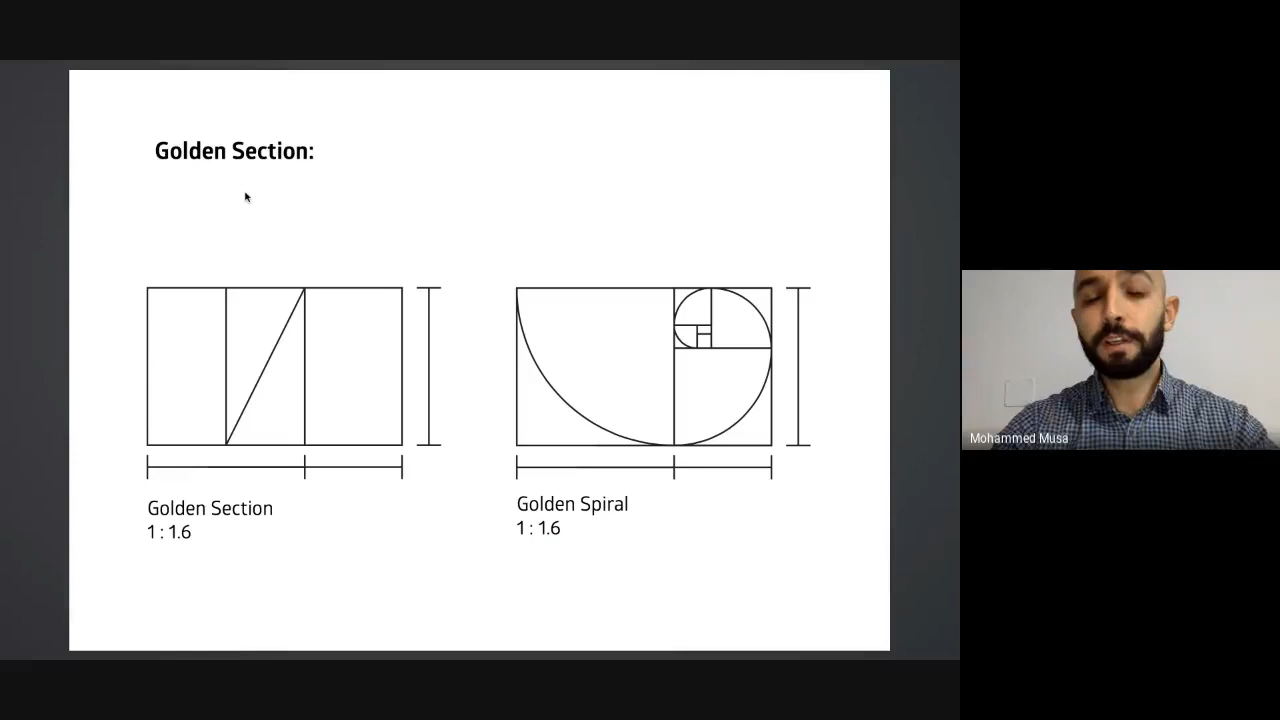 Golden Section:
Golden Section
1 : 1.6
Golden Spiral
1 : 1.6
Mohammed Musa